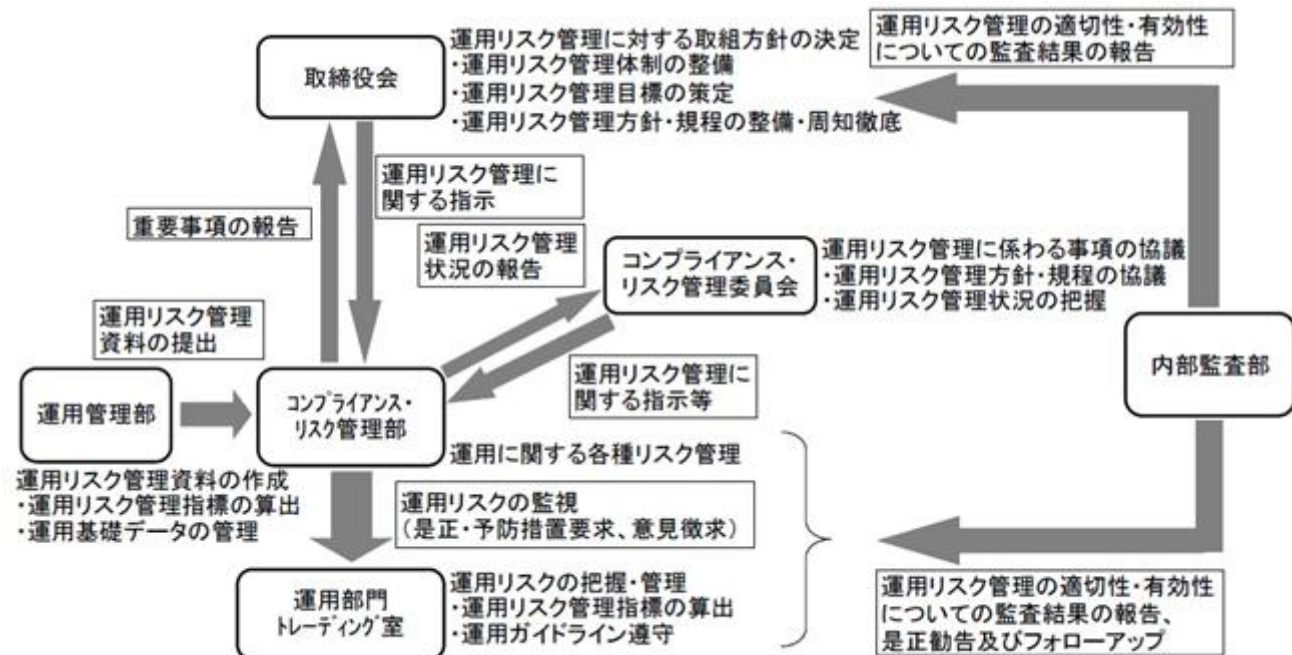 取締役会
運用リスク管理に対する取組方針の決定
・運用リスク管理体制の整備
・運用リスク管理目標の策定
・運用リスク管理方針・規程の整備・周知徹底
運用リスク管理の適切性・有効性
についての監査結果の報告
運用リスク管理に
関する指示
重要事項の報告
運用リスク管理
状況の報告
コンプライアンス・
リスク管理委員会
運用リスク管理に係わる事項の協議
・運用リスク管理方針・規程の協議
・運用リスク管理状況の把握
運用リスク管理
資料の提出
内部監査部
運用管理部
コンプライアンス・
リスク管理部
運用リスク管理に
関する指示等
運用に関する各種リスク管理
運用リスク管理資料の作成
・運用リスク管理指標の算出
・運用基礎データの管理
運用リスクの監視
(是正・予防措置要求、意見徴求)
運用部門
トレーディング室
運用リスクの把握・管理
・運用リスク管理指標の算出
・運用ガイドライン遵守
運用リスク管理の適切性・有効性
についての監査結果の報告、
是正勧告及びフォローアップ